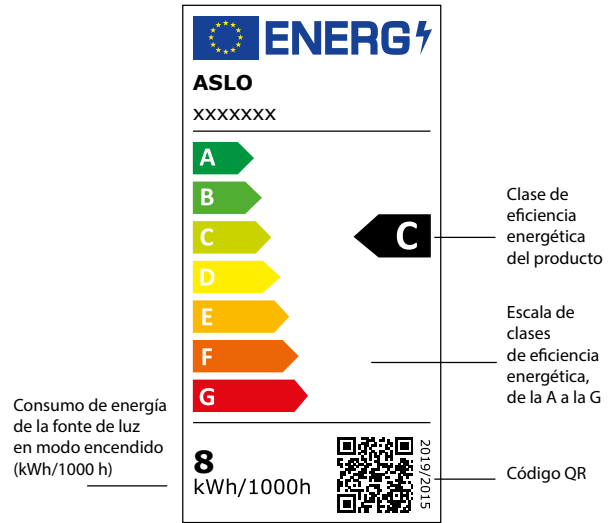 ENERG
ASLO
xxxxxxx
A
B
C
C
D
E
F
G
8
kWh/1000h
2019/2015
Clase de
eficiencia
energética
del producto
Escala de
clases
de eficiencia
energética,
de la A a la G
Código QR
Consumo de energía
de la fonte de luz
en modo encendido
(kWh/1000 h)